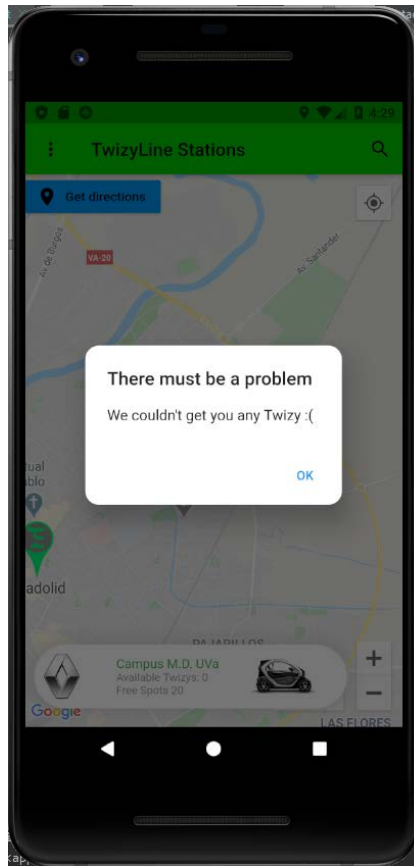 4:29
TwizyLine Stations
Get directions
Av de Burgos
VA-20
Av. Santander
There must be a problem
We couldn't get you any Twizy :(
OK
adolid
PAJARILLOS
Campus M.D. UVa
Available Twizys: 0
Free Spots 20
+
−
Google
LAS FLORES